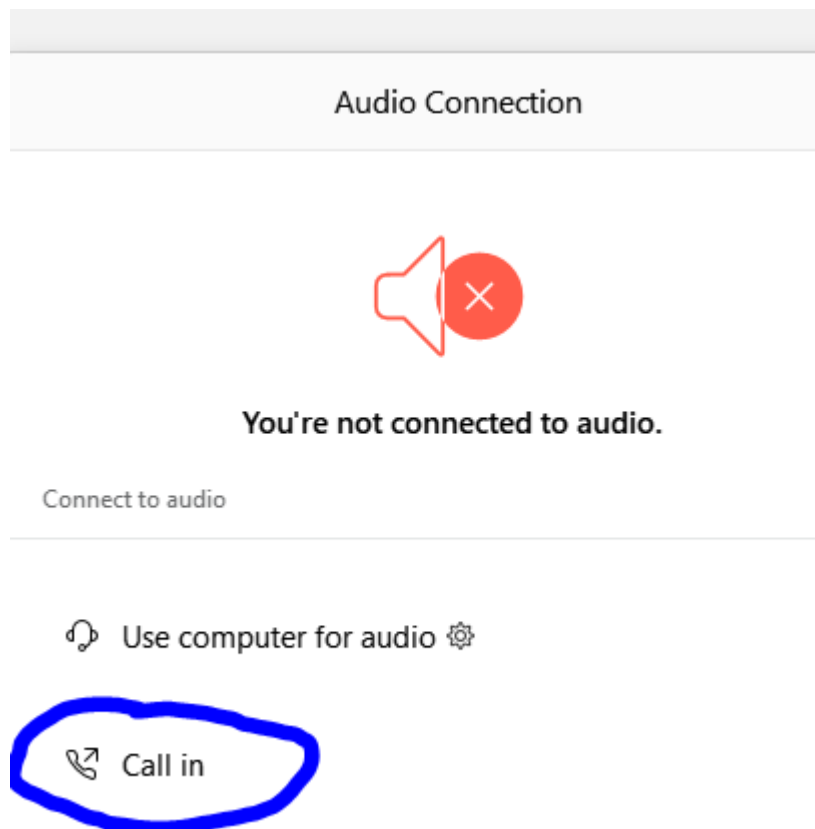 Audio Connection
You're not connected to audio.
Connect to audio
Use computer for audio
Call in